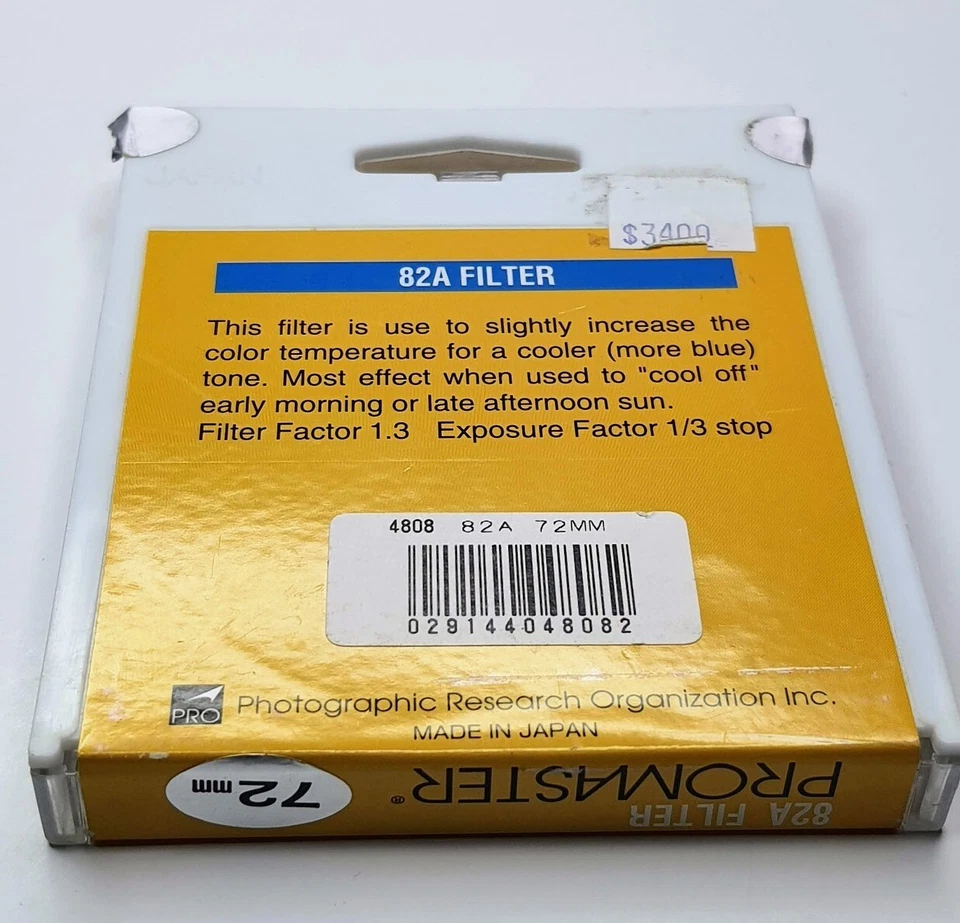 $3400
82A FILTER
This filter is use to slightly increase the
color temperature for a cooler (more blue)
tone. Most effect when used to "cool off"
early morning or late afternoon sun.
Filter Factor 1.3 Exposure Factor 1/3 stop
4808 82A 72MM
029144048082
PRO Photographic Research Organization Inc.
MADE IN JAPAN
72mm
PROMASTER®
82A FILTER